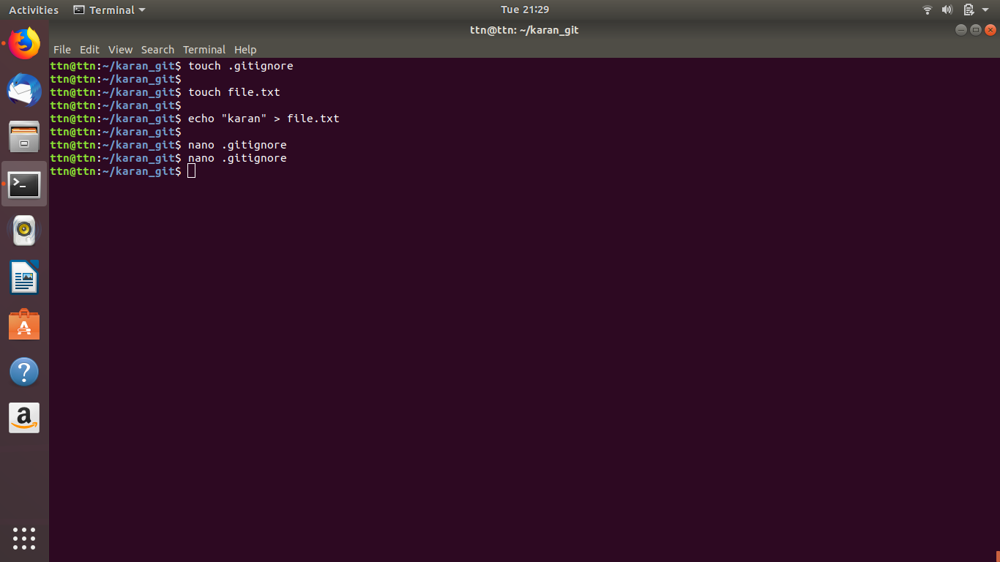 Activities Terminal Tue 21:29
ttn@ttn: ~/karan_git
File Edit View Search Terminal Help
ttn@ttn:~/karan_git$ touch .gitignore
ttn@ttn:~/karan_git$
ttn@ttn:~/karan_git$ touch file.txt
ttn@ttn:~/karan_git$
ttn@ttn:~/karan_git$ echo "karan" > file.txt
ttn@ttn:~/karan_git$
ttn@ttn:~/karan_git$ nano .gitignore
ttn@ttn:~/karan_git$ nano .gitignore
ttn@ttn:~/karan_git$